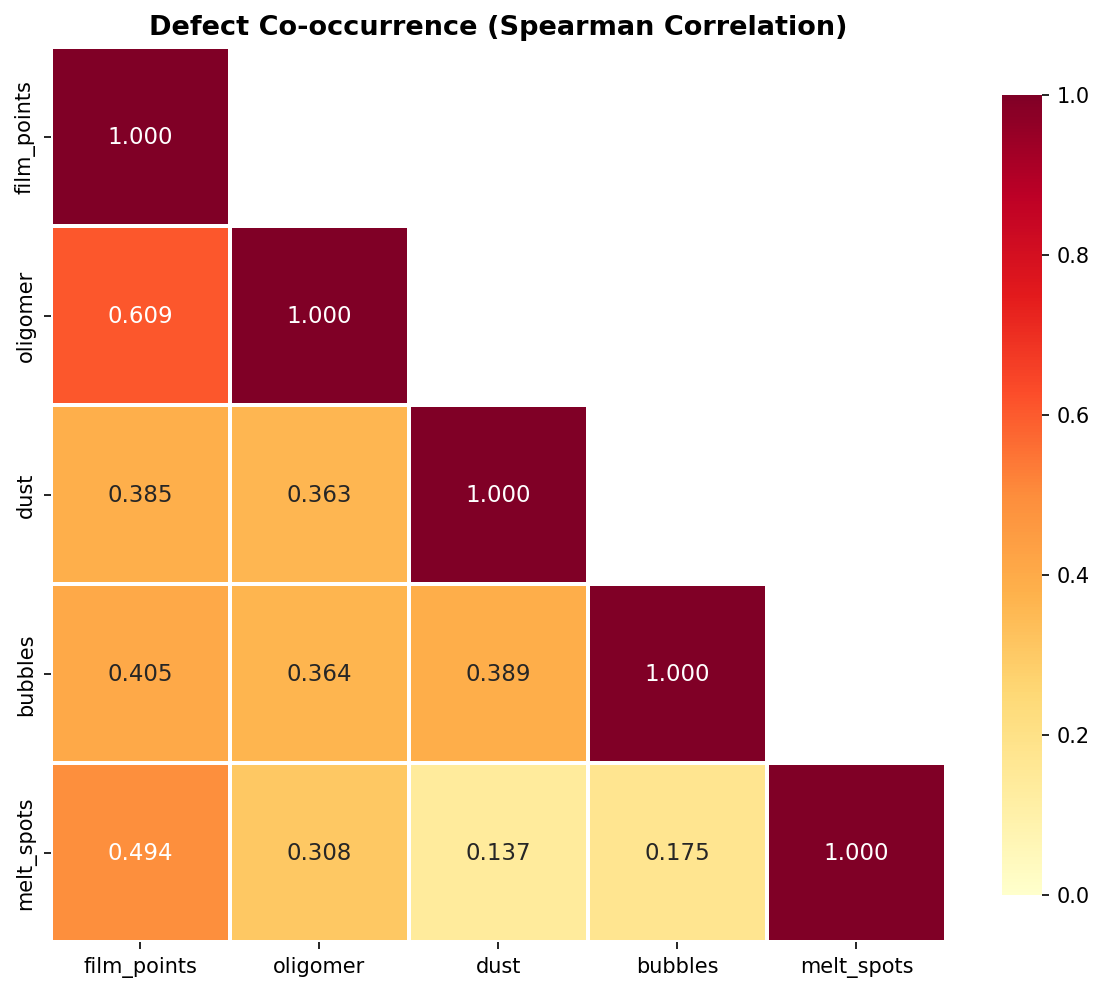 Defect Co-occurrence (Spearman Correlation)
film_points
1.000
oligomer
0.609 1.000
dust
0.385 0.363 1.000
bubbles
0.405 0.364 0.389 1.000
melt_spots
0.494 0.308 0.137 0.175 1.000
film_points oligomer dust bubbles melt_spots
1.0
0.8
0.6
0.4
0.2
0.0